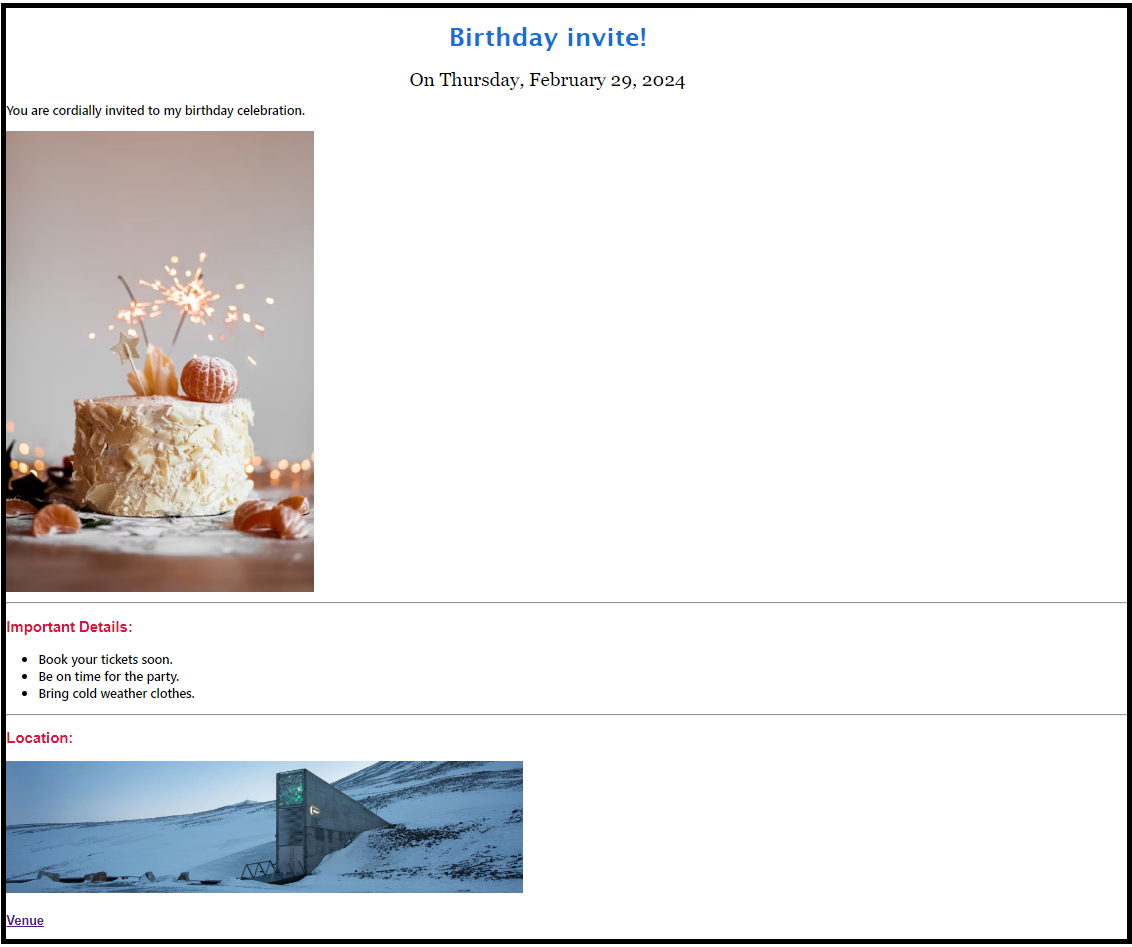 Birthday invite!
On Thursday, February 29, 2024
You are cordially invited to my birthday celebration.
Important Details:
Book your tickets soon.
Be on time for the party.
Bring cold weather clothes.
Location:
Venue